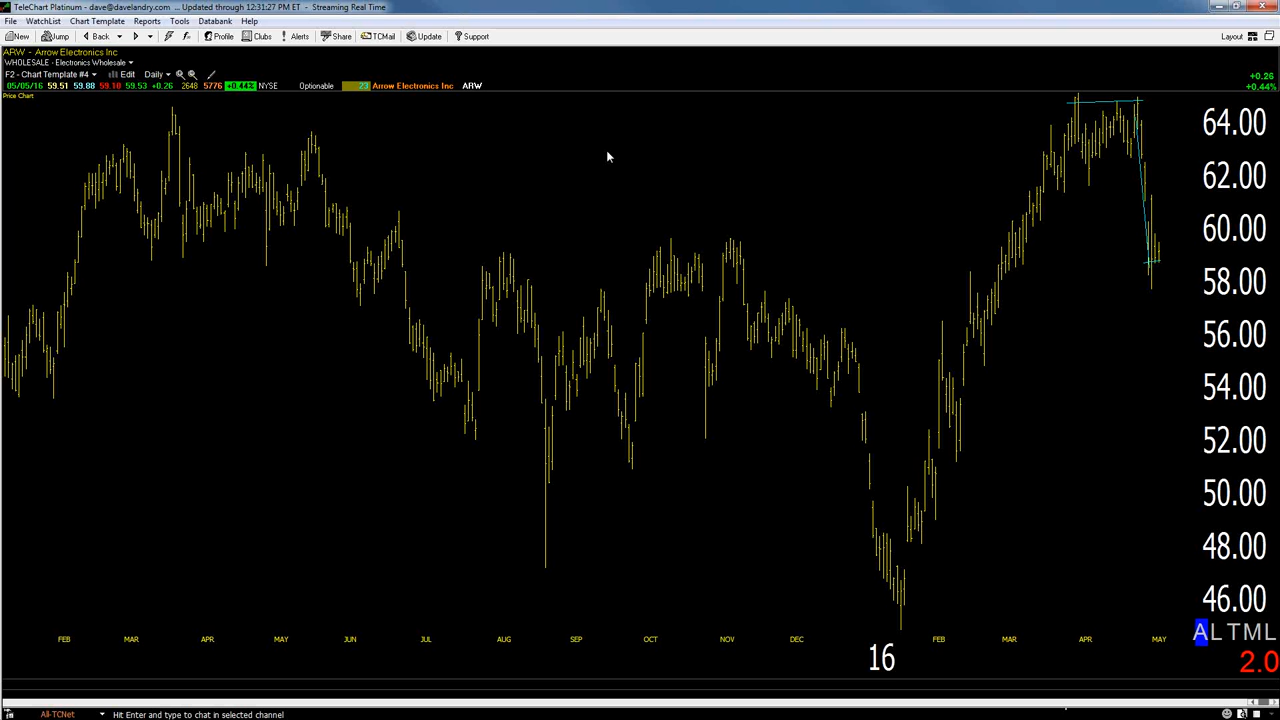 TeleChart Platinum - dave@davelandry.com ... Updated through 12:31:27 PM ET - Streaming Real Time
File WatchList Chart Template Reports Tools Databank Help
New Jump Back Profile Clubs Alerts Share TCMail Update Support Layout
ARW - Arrow Electronics Inc
WHOLESALE - Electronics Wholesale
F2 - Chart Template #4 Edit Daily
+0.26
05/05/16 59.51 59.88 59.10 59.53 +0.26 2648 5776 +0.44% NYSE Optionable 23 Arrow Electronics Inc ARW +0.44%
Price Chart
64.00
62.00
60.00
58.00
56.00
54.00
52.00
50.00
48.00
46.00
FEB MAR APR MAY JUN JUL AUG SEP OCT NOV DEC FEB MAR APR MAY
ALTML
16
2.0
All-TCNet Hit Enter and type to chat in selected channel